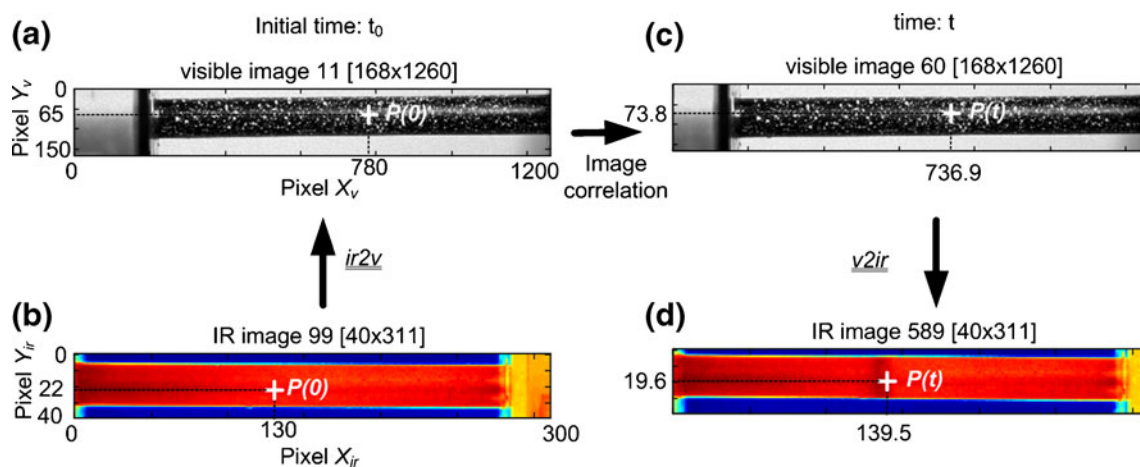 (a)
Initial time: t0
visible image 11 [168x1260]
Pixel Yv
0
65
150
P(0)
0
780
1200
Pixel Xv
Image
correlation
(c)
time: t
visible image 60 [168x1260]
73.8
P(t)
736.9
ir2v
v2ir
(b)
IR image 99 [40x311]
Pixel Yir
0
22
40
P(0)
0
130
300
Pixel Xir
(d)
IR image 589 [40x311]
19.6
P(t)
139.5